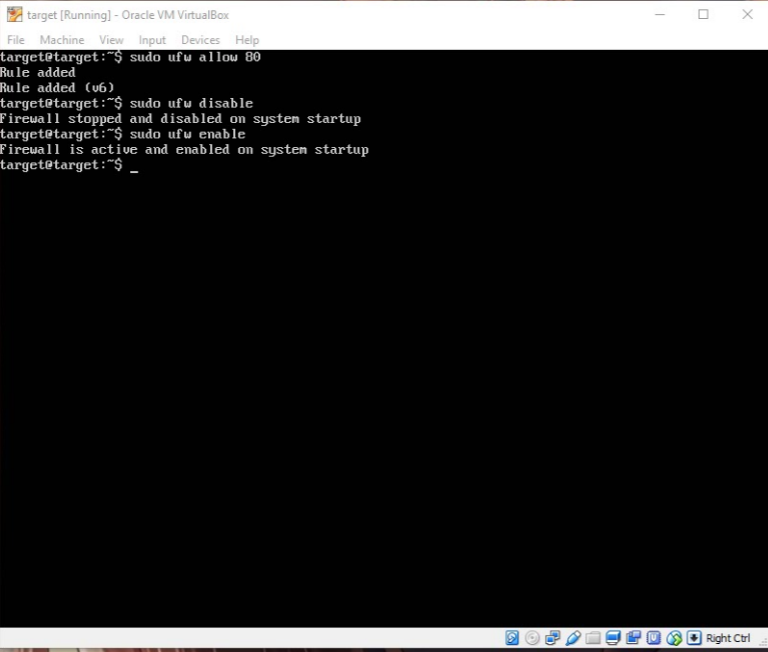 target [Running] - Oracle VM VirtualBox
File Machine View Input Devices Help
target@target:~$ sudo ufw allow 80
Rule added
Rule added (v6)
target@target:~$ sudo ufw disable
Firewall stopped and disabled on system startup
target@target:~$ sudo ufw enable
Firewall is active and enabled on system startup
target@target:~$ _
Right Ctrl